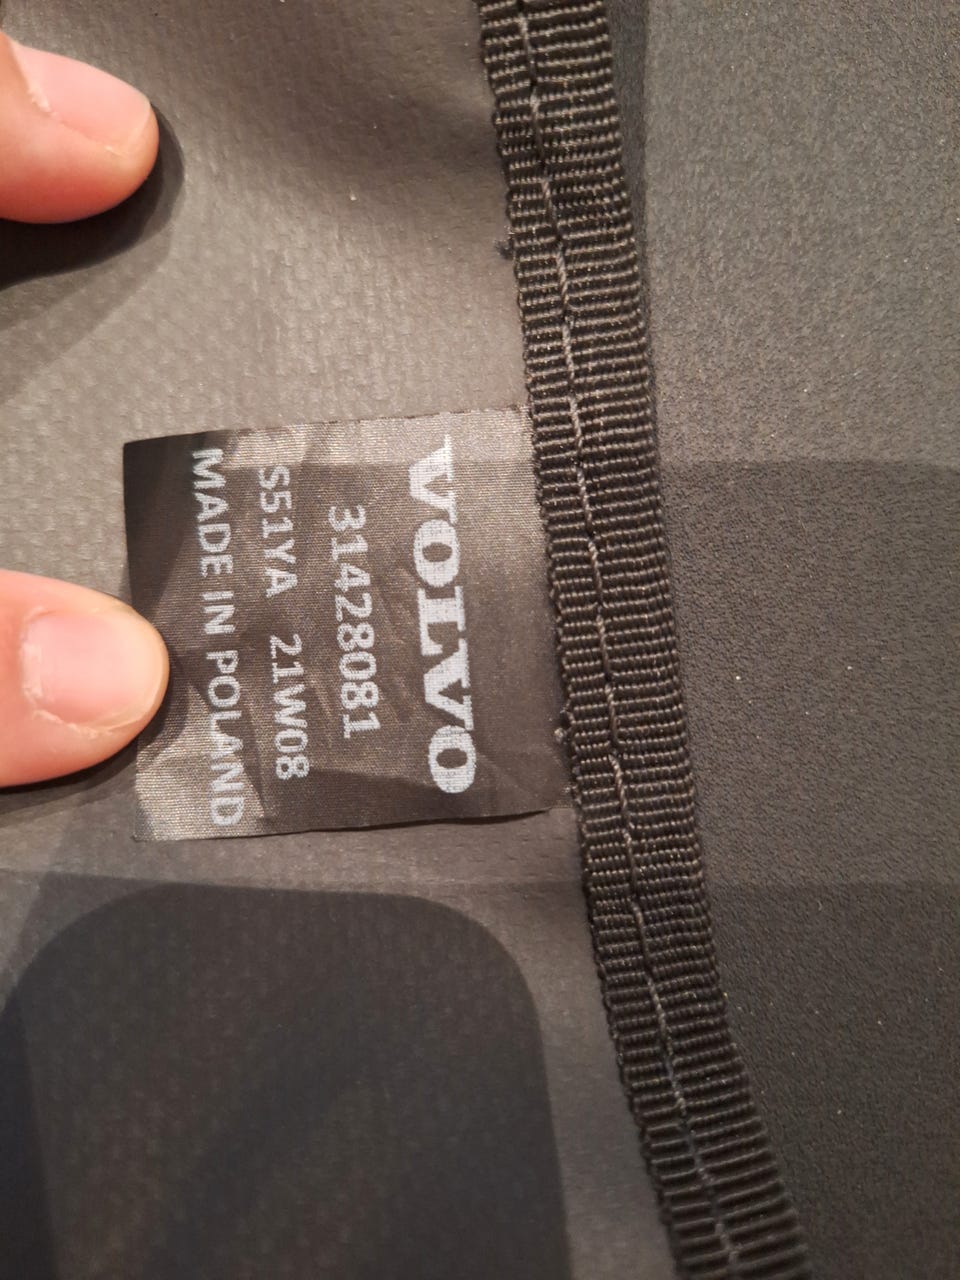 VOLVO
31428081
S51YA 21W08
MADE IN POLAND